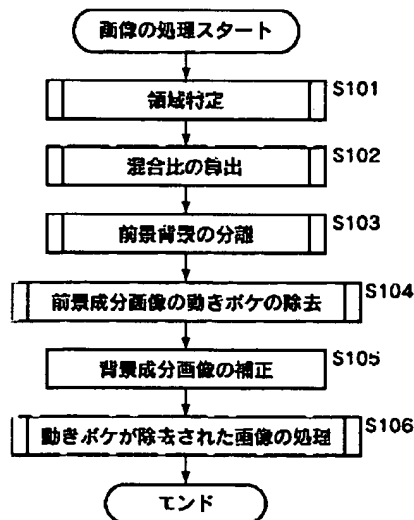 画像の処理スタート
領域特定
S101
混合比の算出
S102
前景背景の分離
S103
前景成分画像の動きボケの除去
S104
背景成分画像の補正
S105
動きボケが除去された画像の処理
S106
エンド